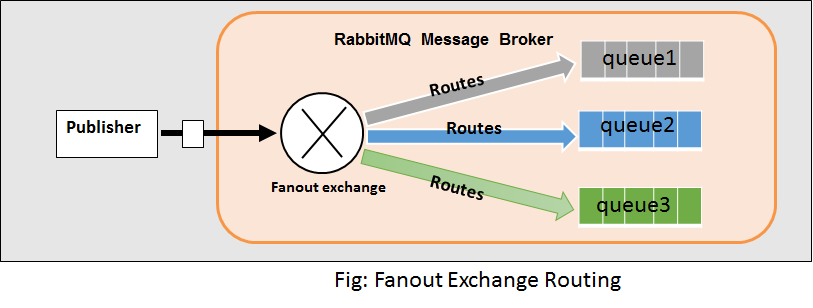 RabbitMQ Message Broker
Publisher
Fanout exchange
Routes
queue1
Routes
queue2
Routes
queue3
Fig: Fanout Exchange Routing